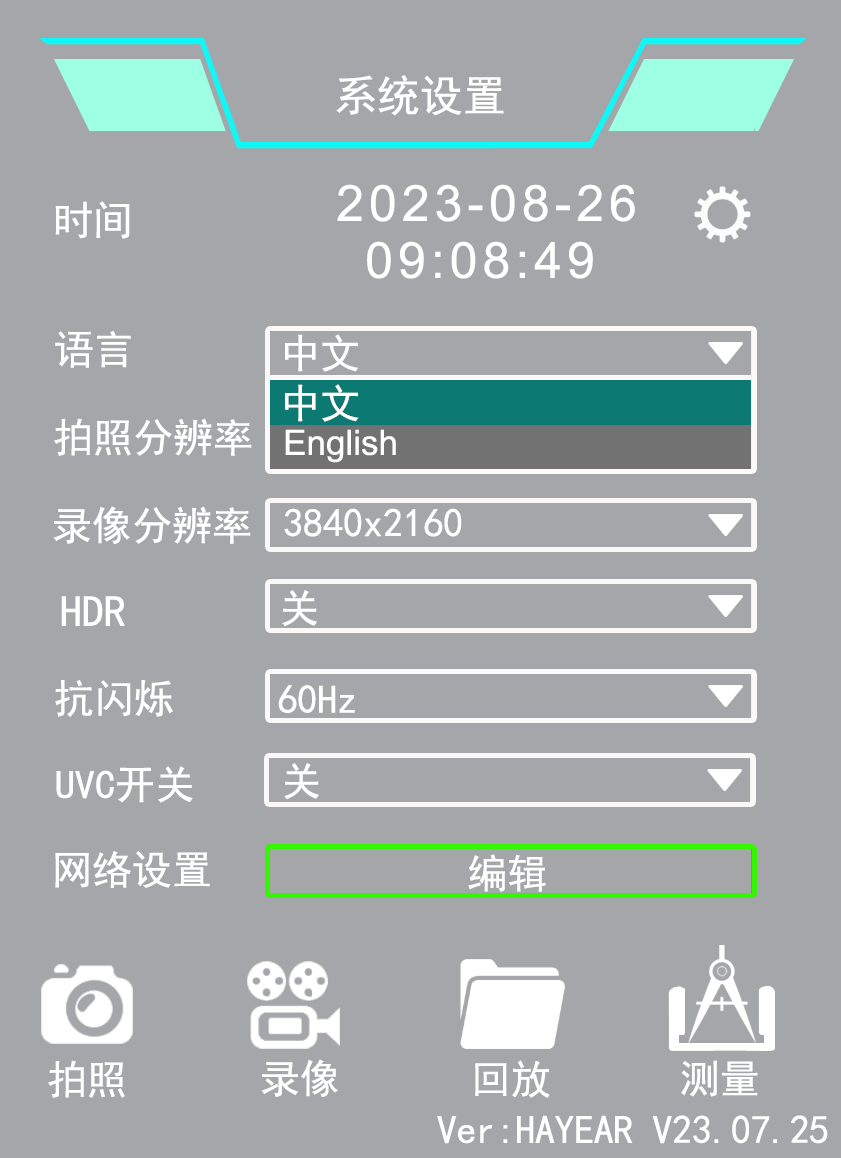 系统设置
时间
2023-08-26
09:08:49
语言
中文
中文
English
拍照分辨率
录像分辨率
3840x2160
HDR
关
抗闪烁
60Hz
UVC开关
关
网络设置
编辑
拍照
录像
回放
测量
Ver:HAYEAR V23.07.25